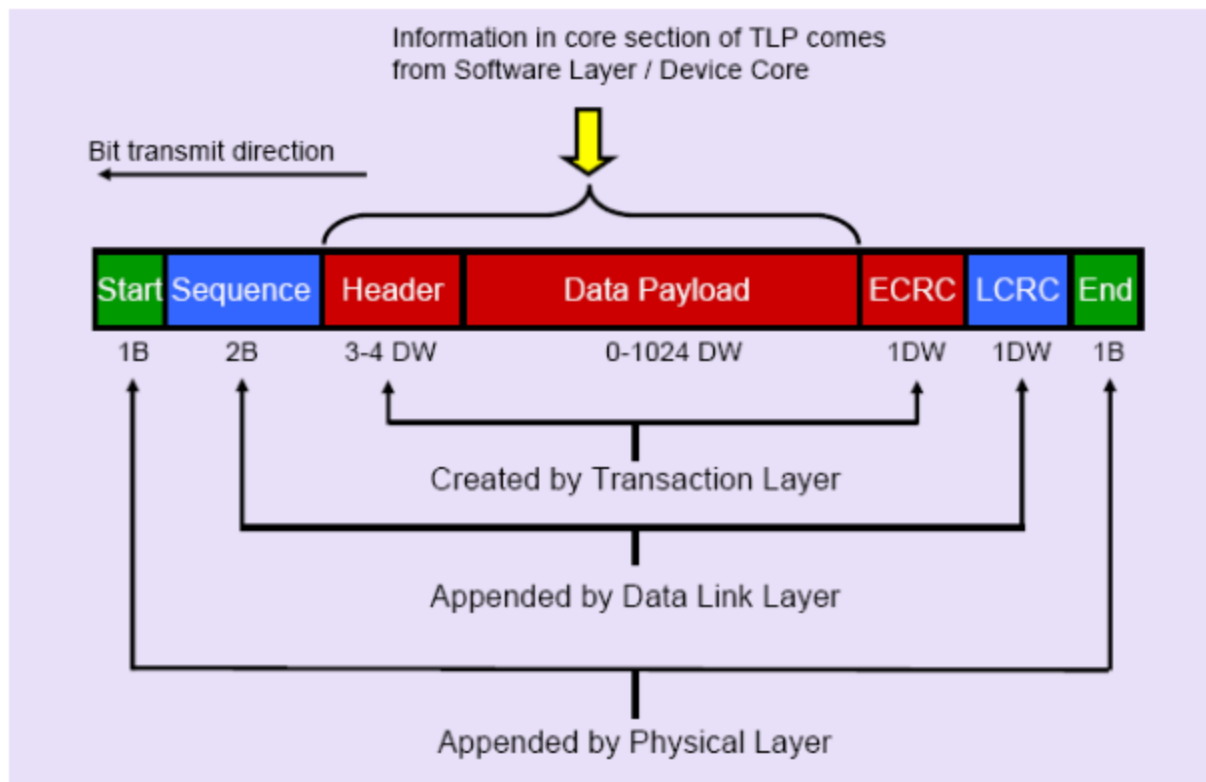 Information in core section of TLP comes
from Software Layer / Device Core
Bit transmit direction
Start Sequence Header Data Payload ECRC LCRC End
1B 2B 3-4 DW 0-1024 DW 1DW 1DW 1B
Created by Transaction Layer
Appended by Data Link Layer
Appended by Physical Layer